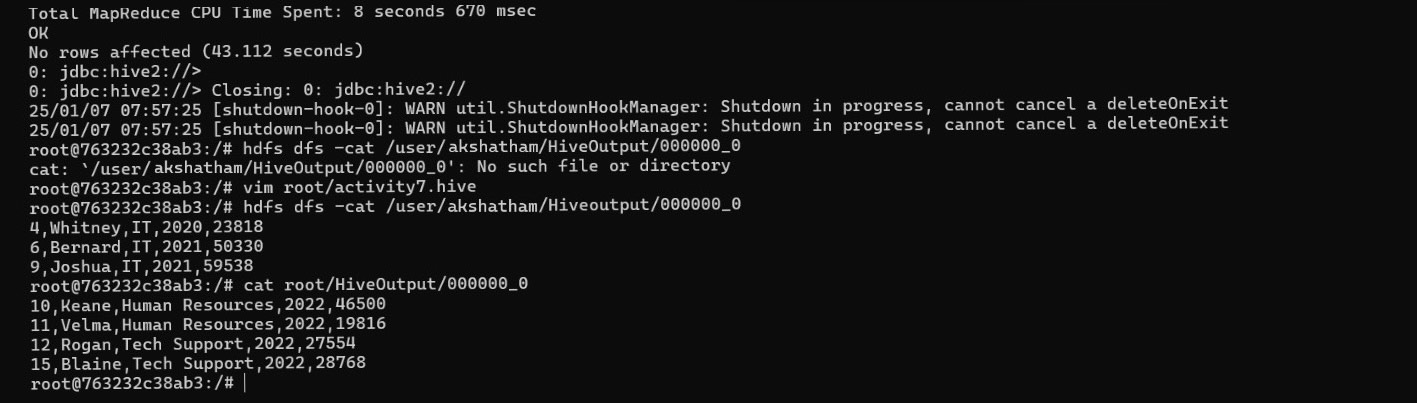 Total MapReduce CPU Time Spent: 8 seconds 670 msec
OK
No rows affected (43.112 seconds)
0: jdbc:hive2://>
0: jdbc:hive2://> Closing: 0: jdbc:hive2://
25/01/07 07:57:25 [shutdown-hook-0]: WARN util.ShutdownHookManager: Shutdown in progress, cannot cancel a deleteOnExit
25/01/07 07:57:25 [shutdown-hook-0]: WARN util.ShutdownHookManager: Shutdown in progress, cannot cancel a deleteOnExit
root@763232c38ab3:/# hdfs dfs -cat /user/akshatham/HiveOutput/000000_0
cat: `/user/akshatham/HiveOutput/000000_0': No such file or directory
root@763232c38ab3:/# vim root/activity7.hive
root@763232c38ab3:/# hdfs dfs -cat /user/akshatham/Hiveoutput/000000_0
4,Whitney,IT,2020,23818
6,Bernard,IT,2021,50330
9,Joshua,IT,2021,59538
root@763232c38ab3:/# cat root/HiveOutput/000000_0
10,Keane,Human Resources,2022,46500
11,Velma,Human Resources,2022,19816
12,Rogan,Tech Support,2022,27554
15,Blaine,Tech Support,2022,28768
root@763232c38ab3:/#